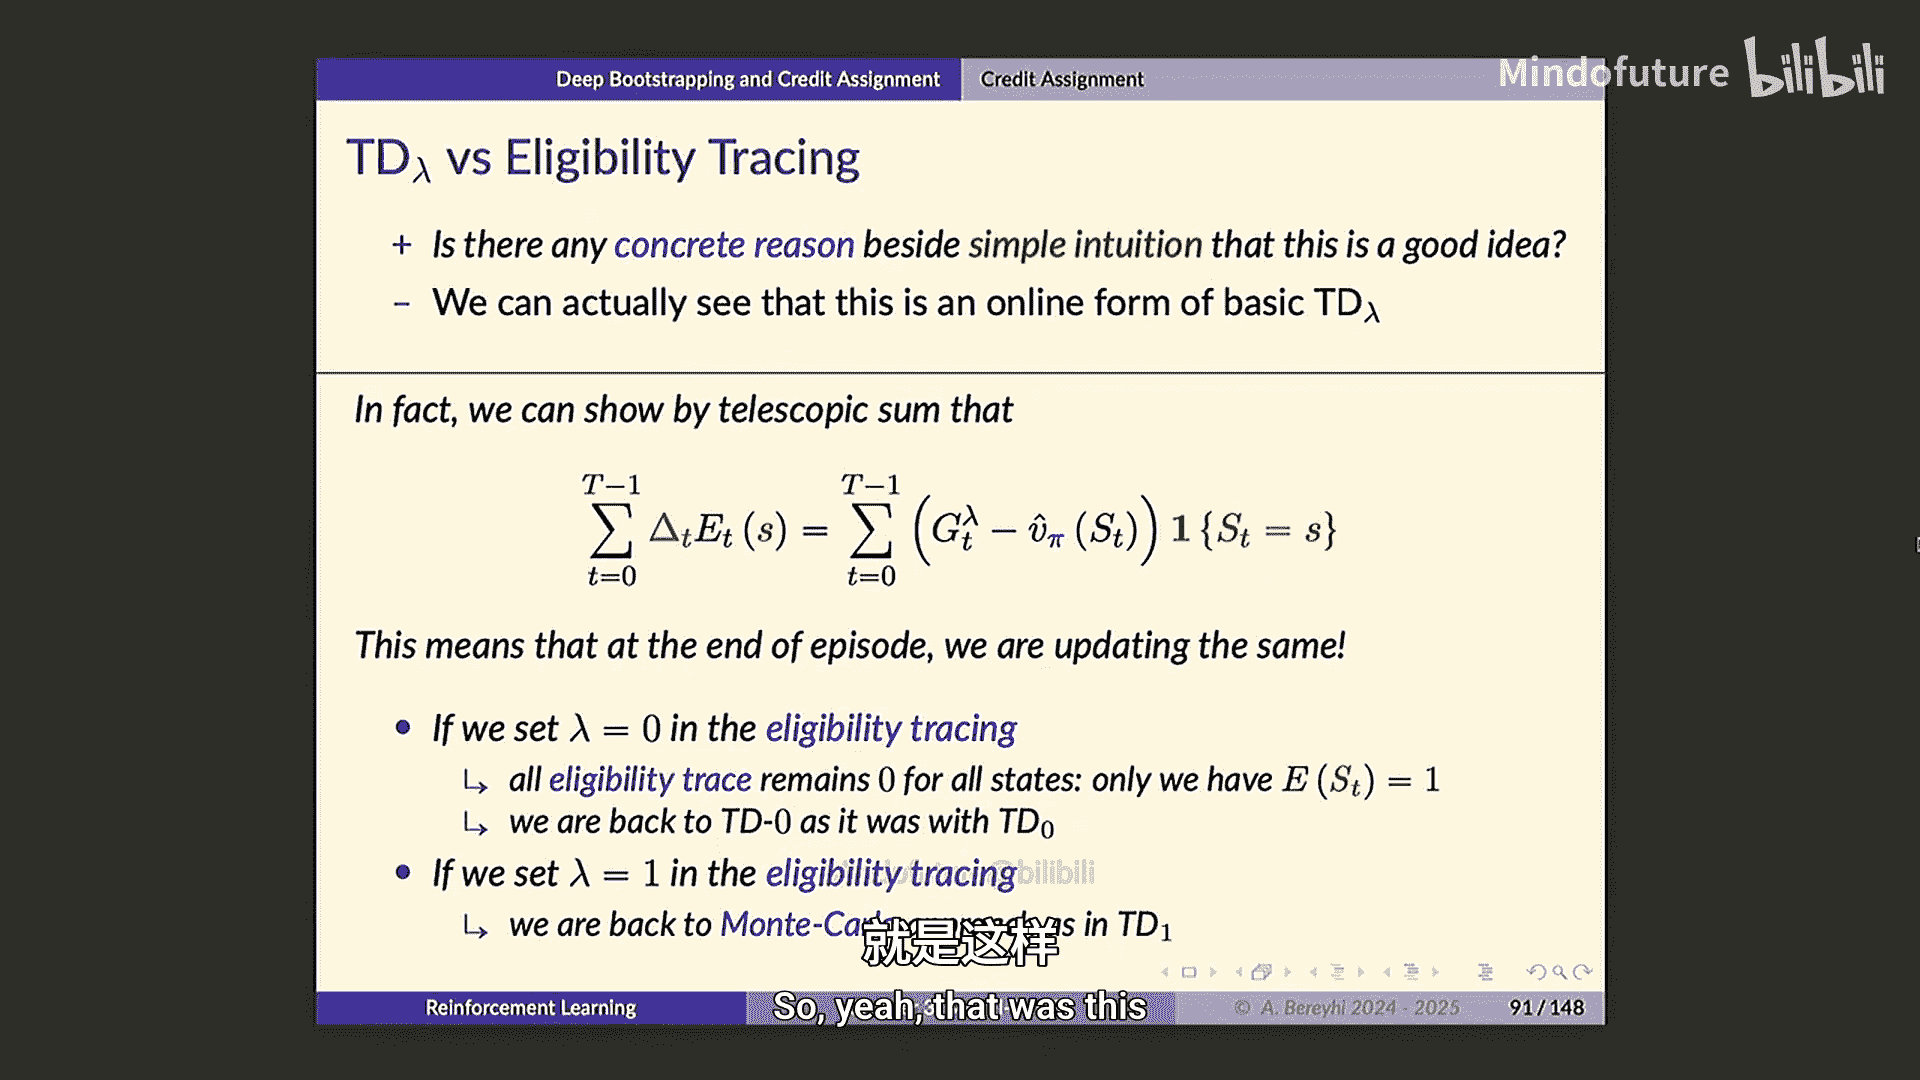 Deep Bootstrapping and Credit Assignment Credit Assignment
Mindofuture bilibili
TDλ vs Eligibility Tracing
+ Is there any concrete reason beside simple intuition that this is a good idea?
– We can actually see that this is an online form of basic TDλ
In fact, we can show by telescopic sum that
∑_{t=0}^{T−1} Δ_t E_t (s) = ∑_{t=0}^{T−1} (G_t^λ − v̂_π (S_t)) 1 {S_t = s}
This means that at the end of episode, we are updating the same!
• If we set λ = 0 in the eligibility tracing
↳ all eligibility trace remains 0 for all states: only we have E (S_t) = 1
↳ we are back to TD-0 as it was with TD₀
• If we set λ = 1 in the eligibility tracing
↳ we are back to Monte-Ca as in TD₁
就是这样
So, yeah, that was this
Reinforcement Learning
© A. Bereyhi 2024 - 2025
91 / 148